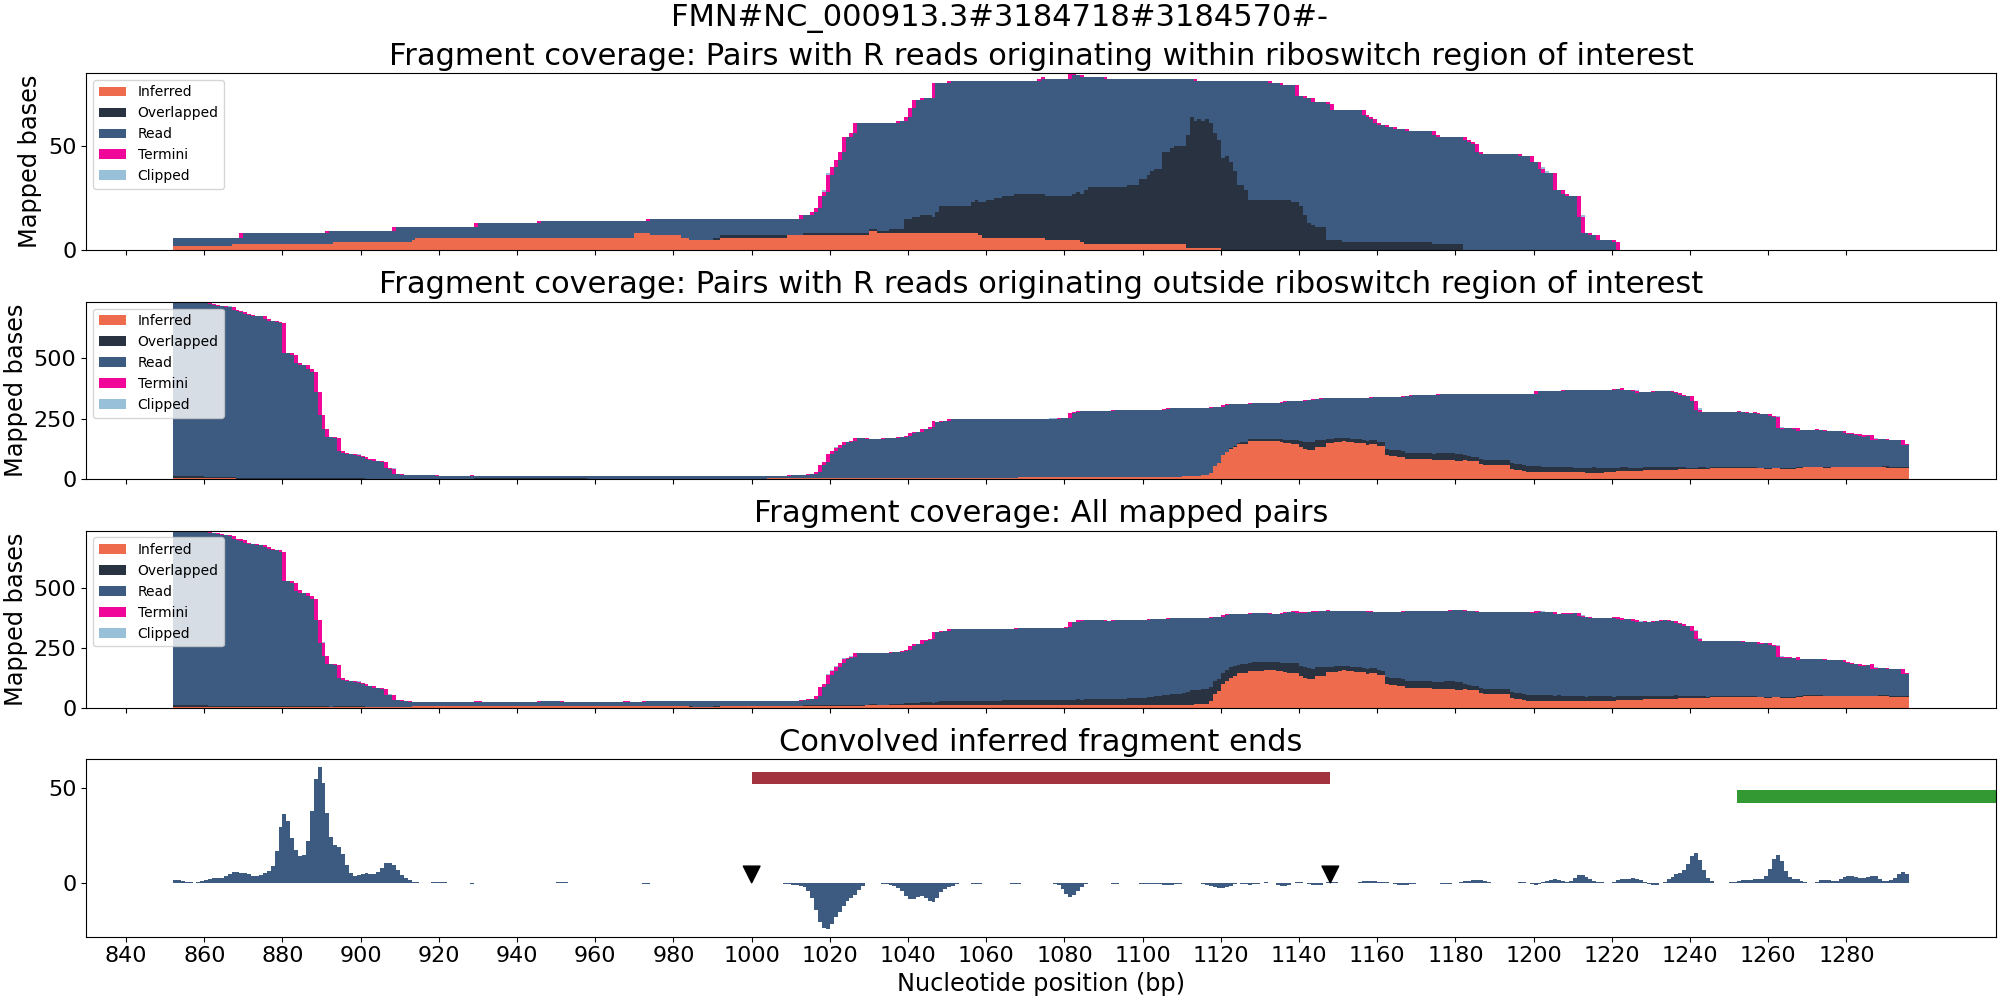 FMN#NC_000913.3#3184718#3184570#-
Fragment coverage: Pairs with R reads originating within riboswitch region of interest
Mapped bases
50
0
Inferred
Overlapped
Read
Termini
Clipped
Fragment coverage: Pairs with R reads originating outside riboswitch region of interest
Mapped bases
500
250
0
Inferred
Overlapped
Read
Termini
Clipped
Fragment coverage: All mapped pairs
Mapped bases
500
250
0
Inferred
Overlapped
Read
Termini
Clipped
Convolved inferred fragment ends
50
0
840 860 880 900 920 940 960 980 1000 1020 1040 1060 1080 1100 1120 1140 1160 1180 1200 1220 1240 1260 1280
Nucleotide position (bp)